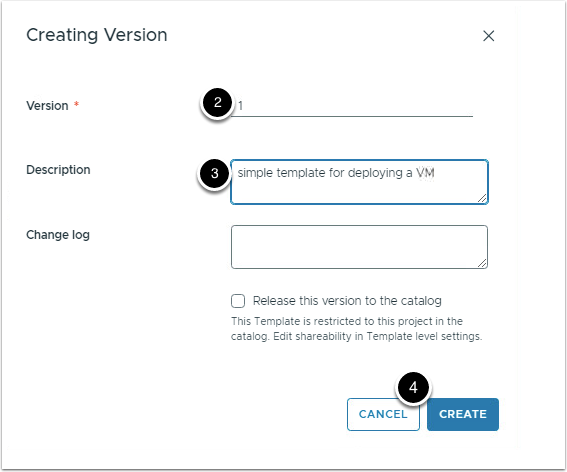 Creating Version
Version * 2 1
Description 3 simple template for deploying a VM
Change log
Release this version to the catalog
This Template is restricted to this project in the
catalog. Edit shareability in Template level settings.
4
CANCEL CREATE